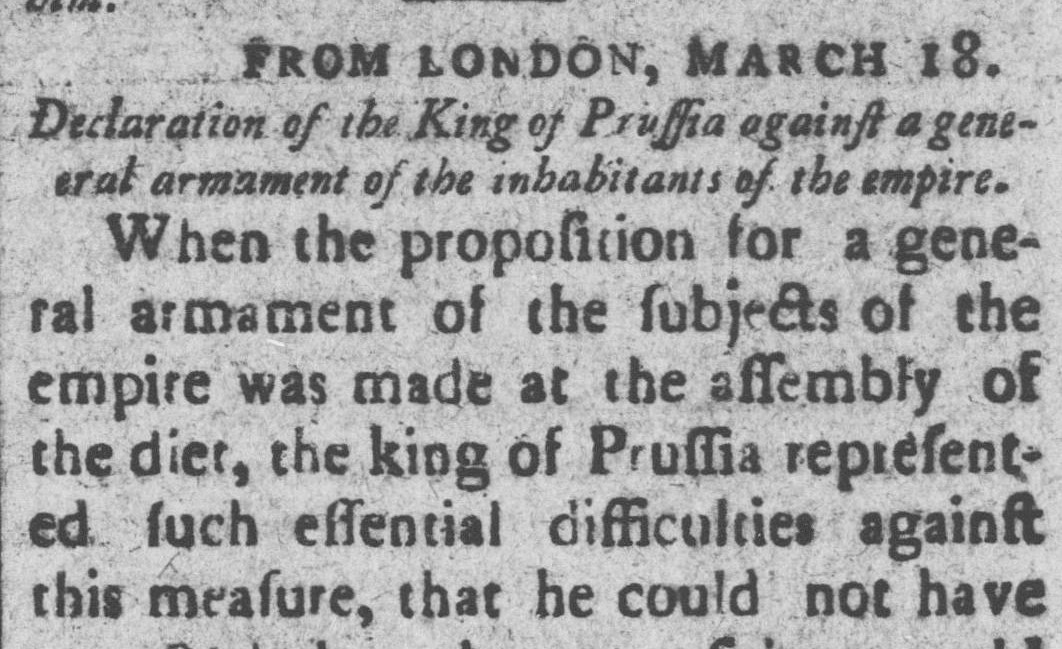 FROM LONDON, MARCH 18.
Declaration of the King of Pruſſia againſt a gene-
eral armament of the inhabitants of the empire.
When the propoſition for a gene-
ral armament of the ſubjects of the
empire was made at the aſſembly of
the diet, the king of Pruſſia repreſent-
ed ſuch eſſential difficulties againſt
this meaſure, that he could not have